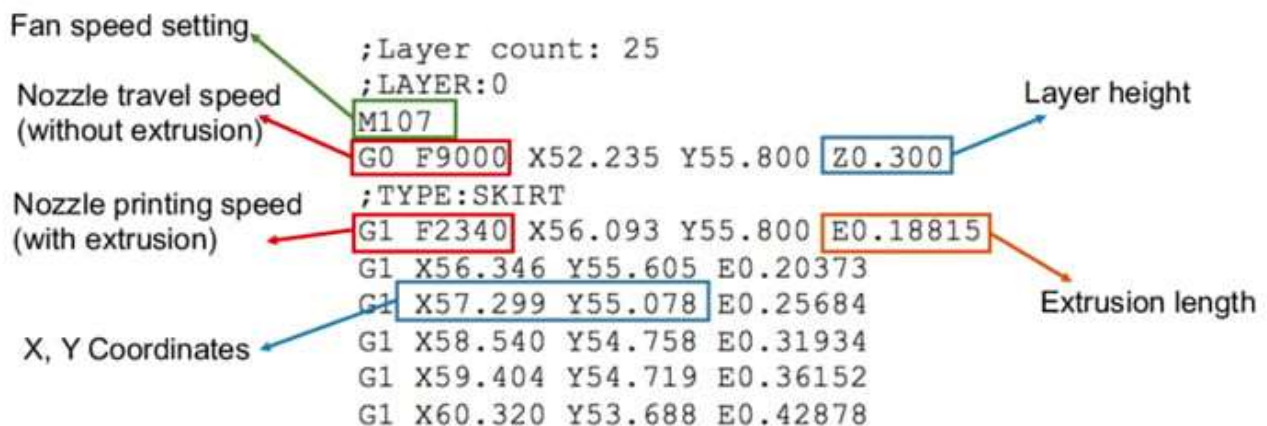 Fan speed setting
Nozzle travel speed
(without extrusion)
Nozzle printing speed
(with extrusion)
X, Y Coordinates
;Layer count: 25
;LAYER:0
M107
G0 F9000 X52.235 Y55.800 Z0.300
;TYPE:SKIRT
G1 F2340 X56.093 Y55.800 E0.18815
G1 X56.346 Y55.605 E0.20373
G1 X57.299 Y55.078 E0.25684
G1 X58.540 Y54.758 E0.31934
G1 X59.404 Y54.719 E0.36152
G1 X60.320 Y53.688 E0.42878
Layer height
Extrusion length